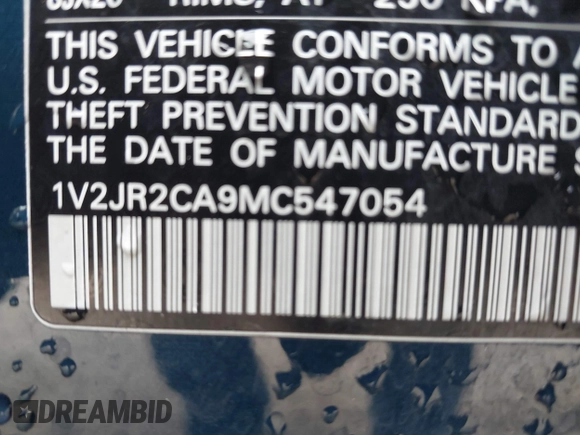 THIS VEHICLE CONFORMS TO
U.S. FEDERAL MOTOR VEHICLE
THEFT PREVENTION STANDARD
THE DATE OF MANUFACTURE
1V2JR2CA9MC547054
DREAMBID